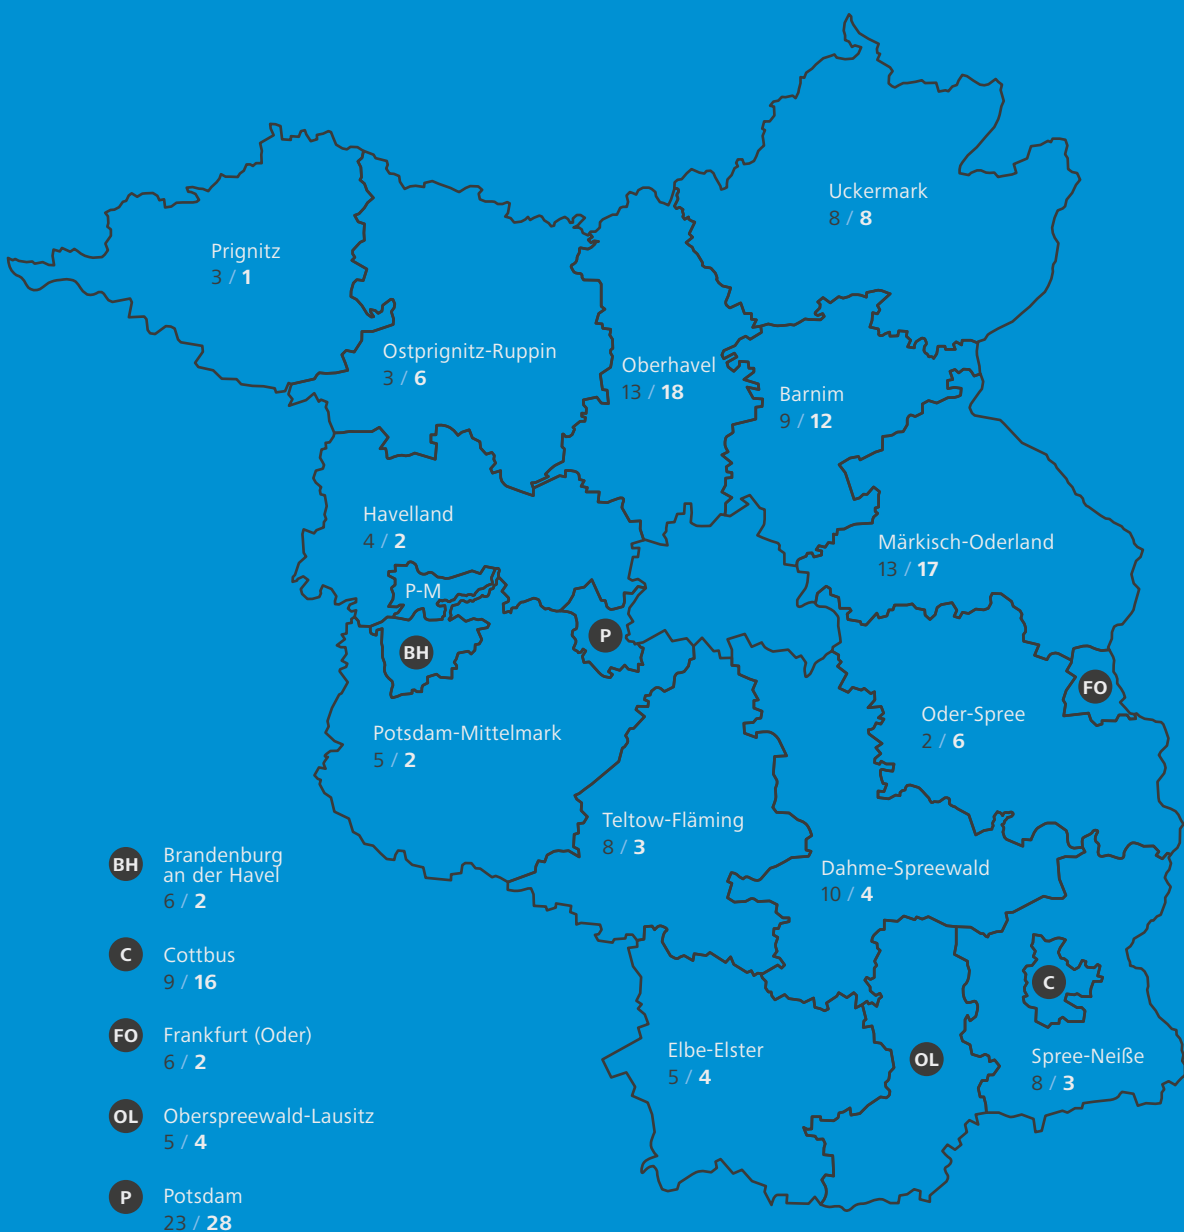 Uckermark
8 / 8
Prignitz
3 / 1
Ostprignitz-Ruppin
3 / 6
Oberhavel
13 / 18
Barnim
9 / 12
Havelland
4 / 2
Märkisch-Oderland
13 / 17
P-M
P
BH
FO
Oder-Spree
2 / 6
Potsdam-Mittelmark
5 / 2
Teltow-Fläming
8 / 3
Dahme-Spreewald
10 / 4
C
Elbe-Elster
5 / 4
OL
Spree-Neiße
8 / 3
BH Brandenburg
an der Havel
6 / 2
C Cottbus
9 / 16
FO Frankfurt (Oder)
6 / 2
OL Oberspreewald-Lausitz
5 / 4
P Potsdam
23 / 28